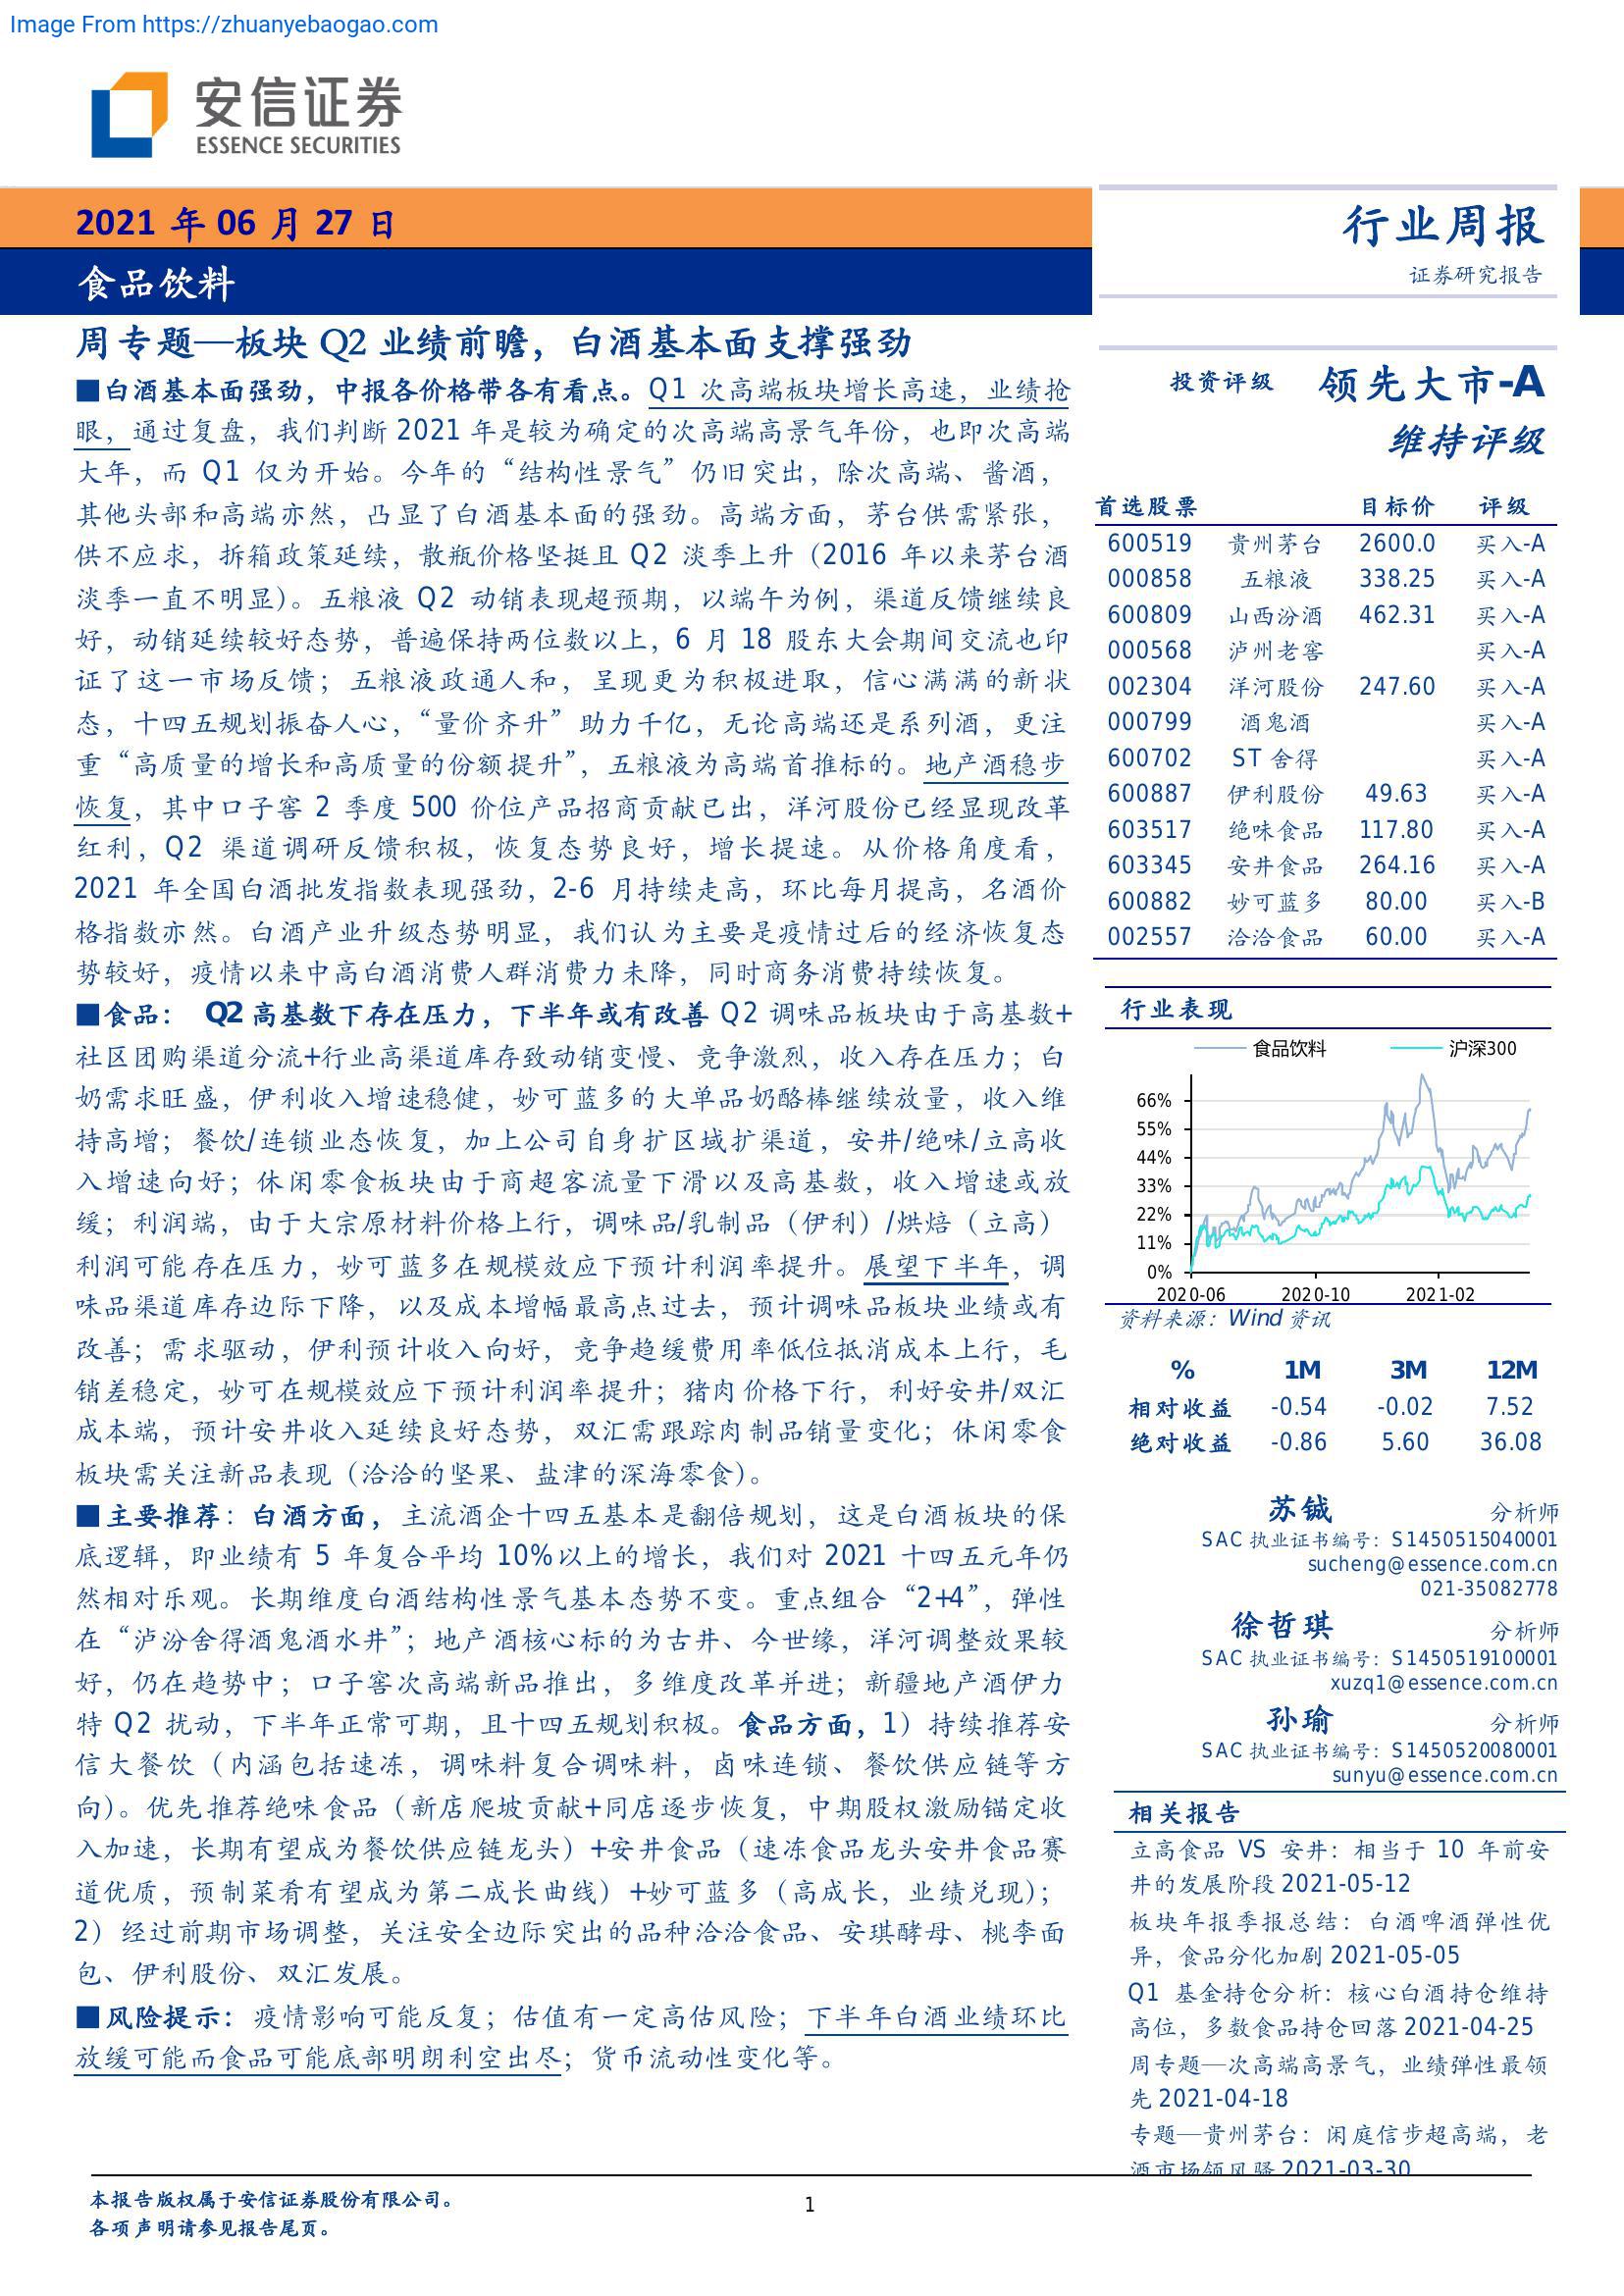 Image From https://zhuanyebaogao.com
安信证券
ESSENCE SECURITIES
2021 年 06 月 27 日
食品饮料
行业周报
证券研究报告
周专题—板块 Q2 业绩前瞻，白酒基本面支撑强劲
■白酒基本面强劲，中报各价格带各有看点。Q1 次高端板块增长高速，业绩抢
眼，通过复盘，我们判断 2021 年是较为确定的次高端高景气年份，也即次高端
大年，而 Q1 仅为开始。今年的“结构性景气”仍旧突出，除次高端、酱酒，
其他头部和高端亦然，凸显了白酒基本面的强劲。高端方面，茅台供需紧张，
供不应求，拆箱政策延续，散瓶价格坚挺且 Q2 淡季上升（2016 年以来茅台酒
淡季一直不明显）。五粮液 Q2 动销表现超预期，以端午为例，渠道反馈继续良
好，动销延续较好态势，普遍保持两位数以上，6 月 18 股东大会期间交流也印
证了这一市场反馈；五粮液政通人和，呈现更为积极进取，信心满满的新状
态，十四五规划振奋人心，“量价齐升”助力千亿，无论高端还是系列酒，更注
重“高质量的增长和高质量的份额提升”，五粮液为高端首推标的。地产酒稳步
恢复，其中口子窖 2 季度 500 价位产品招商贡献已出，洋河股份已经显现改革
红利，Q2 渠道调研反馈积极，恢复态势良好，增长提速。从价格角度看，
2021 年全国白酒批发指数表现强劲，2-6 月持续走高，环比每月提高，名酒价
格指数亦然。白酒产业升级态势明显，我们认为主要是疫情过后的经济恢复态
势较好，疫情以来中高白酒消费人群消费力未降，同时商务消费持续恢复。
■食品： Q2 高基数下存在压力，下半年或有改善 Q2 调味品板块由于高基数+
社区团购渠道分流+行业高渠道库存致动销变慢、竞争激烈，收入存在压力；白
奶需求旺盛，伊利收入增速稳健，妙可蓝多的大单品奶酪棒继续放量，收入维
持高增；餐饮/连锁业态恢复，加上公司自身扩区域扩渠道，安井/绝味/立高收
入增速向好；休闲零食板块由于商超客流量下滑以及高基数，收入增速或放
缓；利润端，由于大宗原材料价格上行，调味品/乳制品（伊利）/烘焙（立高）
利润可能存在压力，妙可蓝多在规模效应下预计利润率提升。展望下半年，调
味品渠道库存边际下降，以及成本增幅最高点过去，预计调味品板块业绩或有
改善；需求驱动，伊利预计收入向好，竞争趋缓费用率低位抵消成本上行，毛
销差稳定，妙可在规模效应下预计利润率提升；猪肉价格下行，利好安井/双汇
成本端，预计安井收入延续良好态势，双汇需跟踪肉制品销量变化；休闲零食
板块需关注新品表现（洽洽的坚果、盐津的深海零食）。
■主要推荐：白酒方面，主流酒企十四五基本是翻倍规划，这是白酒板块的保
底逻辑，即业绩有 5 年复合平均 10%以上的增长，我们对 2021 十四五元年仍
然相对乐观。长期维度白酒结构性景气基本态势不变。重点组合“2+4”，弹性
在“泸汾舍得酒鬼酒水井”；地产酒核心标的为古井、今世缘，洋河调整效果较
好，仍在趋势中；口子窖次高端新品推出，多维度改革并进；新疆地产酒伊力
特 Q2 扰动，下半年正常可期，且十四五规划积极。食品方面，1）持续推荐安
信大餐饮（内涵包括速冻，调味料复合调味料，卤味连锁、餐饮供应链等方
向）。优先推荐绝味食品（新店爬坡贡献+同店逐步恢复，中期股权激励锚定收
入加速，长期有望成为餐饮供应链龙头）+安井食品（速冻食品龙头安井食品赛
道优质，预制菜肴有望成为第二成长曲线）+妙可蓝多（高成长，业绩兑现）；
2）经过前期市场调整，关注安全边际突出的品种洽洽食品、安琪酵母、桃李面
包、伊利股份、双汇发展。
■风险提示：疫情影响可能反复；估值有一定高估风险；下半年白酒业绩环比
放缓可能而食品可能底部明朗利空出尽；货币流动性变化等。
投资评级 领先大市-A
维持评级
首选股票 目标价 评级
600519 贵州茅台 2600.0 买入-A
000858 五粮液 338.25 买入-A
600809 山西汾酒 462.31 买入-A
000568 泸州老窖 买入-A
002304 洋河股份 247.60 买入-A
000799 酒鬼酒 买入-A
600702 ST 舍得 买入-A
600887 伊利股份 49.63 买入-A
603517 绝味食品 117.80 买入-A
603345 安井食品 264.16 买入-A
600882 妙可蓝多 80.00 买入-B
002557 洽洽食品 60.00 买入-A
行业表现
食品饮料 沪深300
66%
55%
44%
33%
22%
11%
0%
2020-06 2020-10 2021-02
资料来源：Wind 资讯
% 1M 3M 12M
相对收益 -0.54 -0.02 7.52
绝对收益 -0.86 5.60 36.08
苏铖 分析师
SAC 执业证书编号：S1450515040001
sucheng@essence.com.cn
021-35082778
徐哲琪 分析师
SAC 执业证书编号：S1450519100001
xuzq1@essence.com.cn
孙瑜 分析师
SAC 执业证书编号：S1450520080001
sunyu@essence.com.cn
相关报告
立高食品 VS 安井：相当于 10 年前安
井的发展阶段 2021-05-12
板块年报季报总结：白酒啤酒弹性优
异，食品分化加剧 2021-05-05
Q1 基金持仓分析：核心白酒持仓维持
高位，多数食品持仓回落 2021-04-25
周专题—次高端高景气，业绩弹性最领
先 2021-04-18
专题—贵州茅台：闲庭信步超高端，老
酒市场领风骚 2021-03-30
本报告版权属于安信证券股份有限公司。
各项声明请参见报告尾页。
1